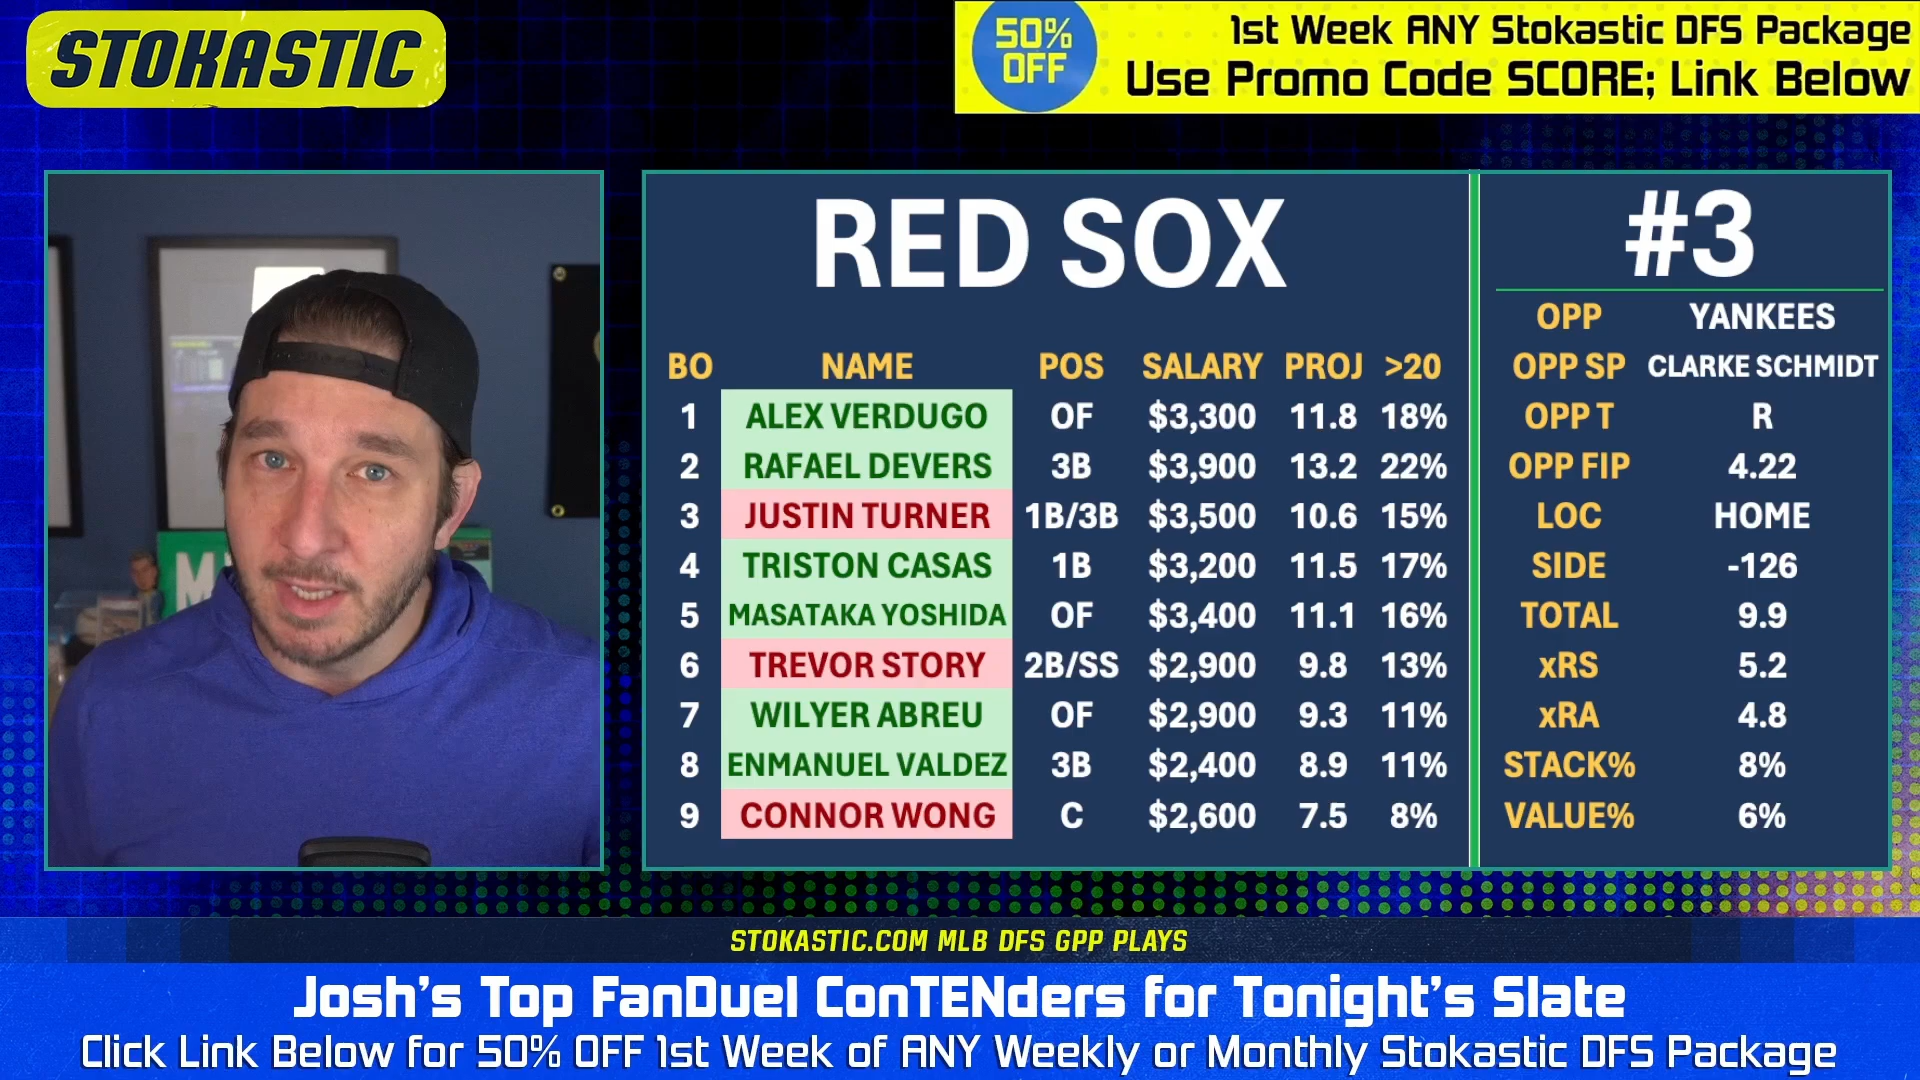 STOKASTIC
50% OFF
1st Week ANY Stokastic DFS Package
Use Promo Code SCORE; Link Below
RED SOX
BO NAME POS SALARY PROJ >20
1 ALEX VERDUGO OF $3,300 11.8 18%
2 RAFAEL DEVERS 3B $3,900 13.2 22%
3 JUSTIN TURNER 1B/3B $3,500 10.6 15%
4 TRISTON CASAS 1B $3,200 11.5 17%
5 MASATAKA YOSHIDA OF $3,400 11.1 16%
6 TREVOR STORY 2B/SS $2,900 9.8 13%
7 WILYER ABREU OF $2,900 9.3 11%
8 ENMANUEL VALDEZ 3B $2,400 8.9 11%
9 CONNOR WONG C $2,600 7.5 8%
#3
OPP YANKEES
OPP SP CLARKE SCHMIDT
OPP T R
OPP FIP 4.22
LOC HOME
SIDE -126
TOTAL 9.9
xRS 5.2
xRA 4.8
STACK% 8%
VALUE% 6%
STOKASTIC.COM MLB DFS GPP PLAYS
Josh's Top FanDuel ConTENders for Tonight's Slate
Click Link Below for 50% OFF 1st Week of ANY Weekly or Monthly Stokastic DFS Package